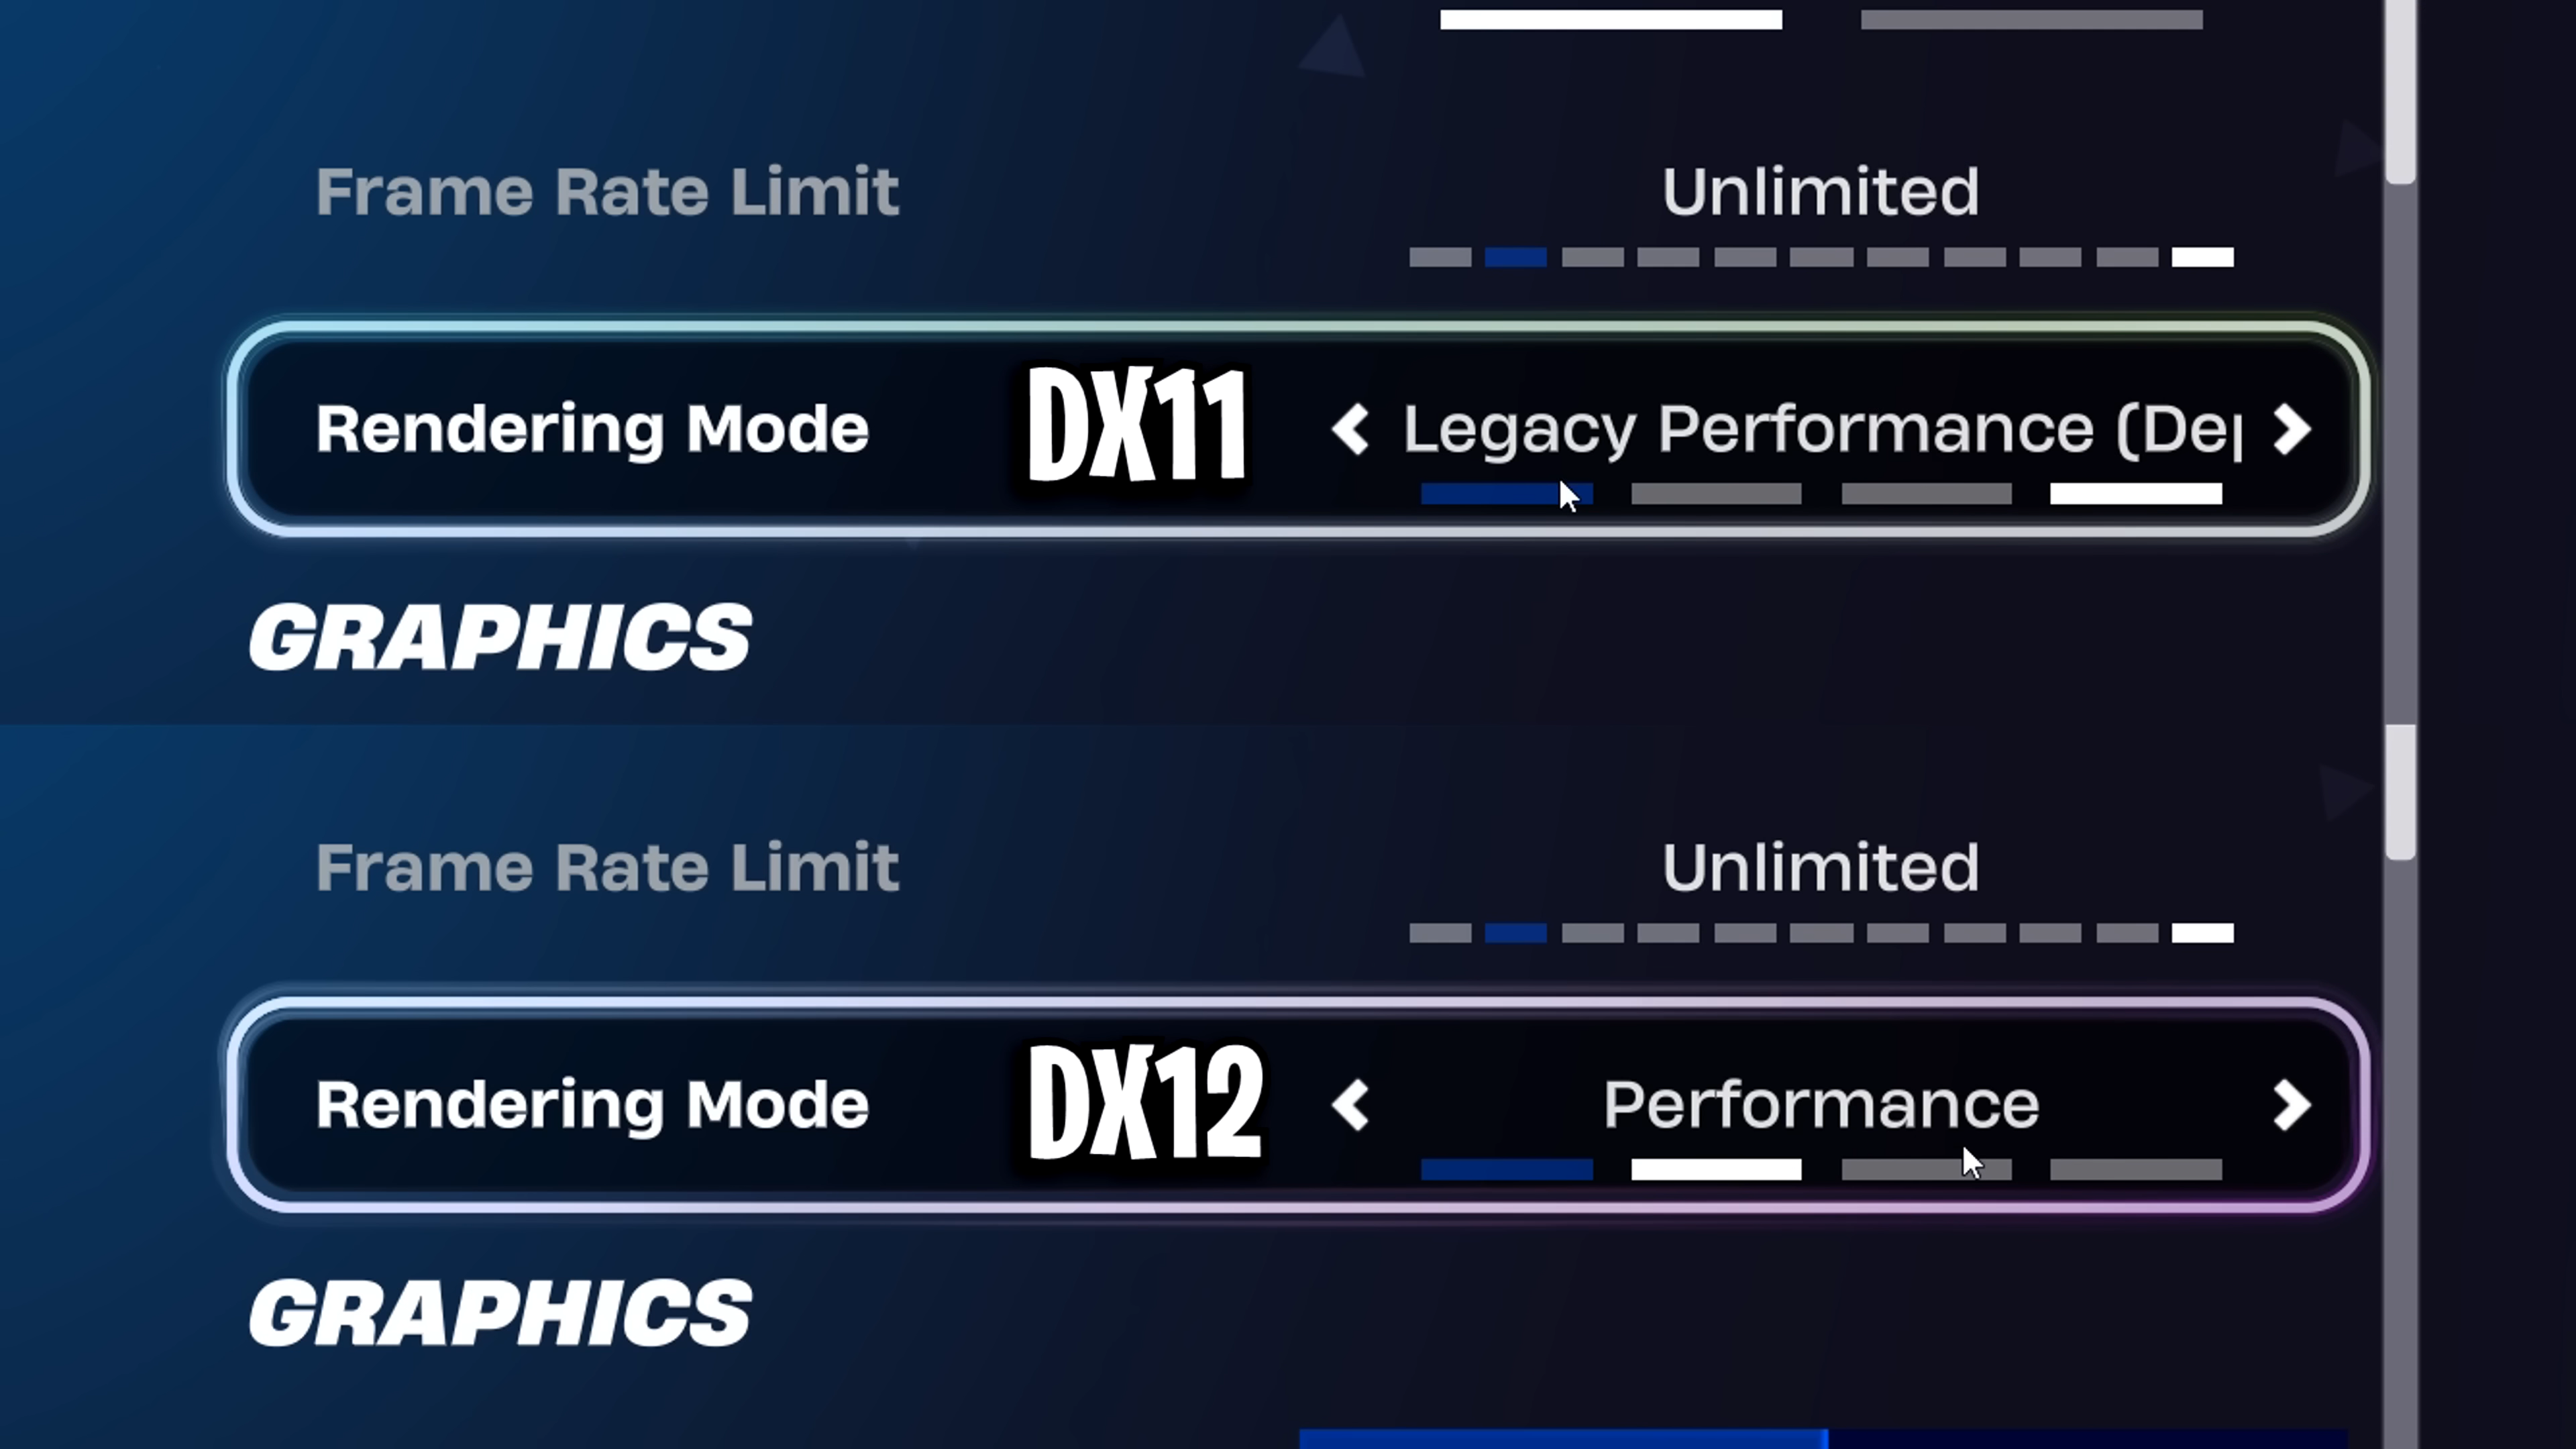 Frame Rate Limit Unlimited
Rendering Mode DX11 Legacy Performance (De
GRAPHICS
Frame Rate Limit Unlimited
Rendering Mode DX12 Performance
GRAPHICS